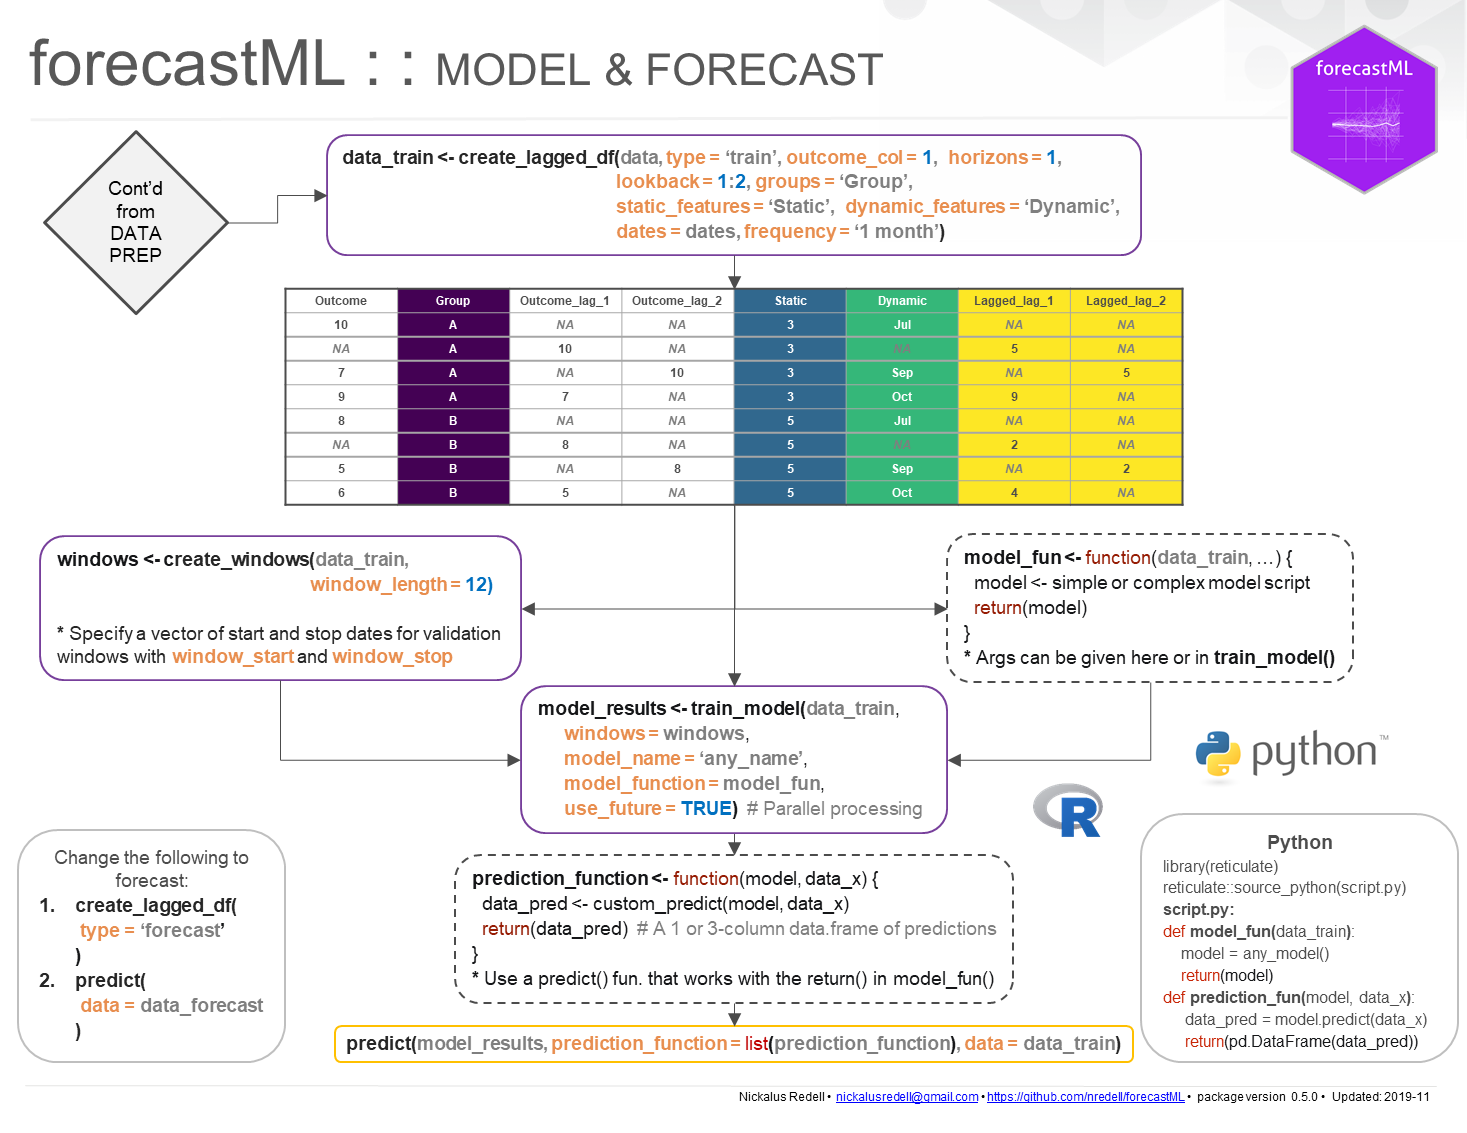 forecastML : : MODEL & FORECAST
forecastML
Cont'd
from
DATA
PREP
data_train <- create_lagged_df(data, type = ‘train’, outcome_col = 1, horizons = 1,
lookback = 1:2, groups = ‘Group’,
static_features = ‘Static’, dynamic_features = ‘Dynamic’,
dates = dates, frequency = ‘1 month’)
Outcome Group Outcome_lag_1 Outcome_lag_2 Static Dynamic Lagged_lag_1 Lagged_lag_2
10 A NA NA 3 Jul NA NA
NA A 10 NA 3 NA 5 NA
7 A NA 10 3 Sep NA 5
9 A 7 NA 3 Oct 9 NA
8 B NA NA 5 Jul NA NA
NA B 8 NA 5 NA 2 NA
5 B NA 8 5 Sep NA 2
6 B 5 NA 5 Oct 4 NA
windows <- create_windows(data_train,
window_length = 12)
* Specify a vector of start and stop dates for validation
windows with window_start and window_stop
model_fun <- function(data_train, …) {
model <- simple or complex model script
return(model)
}
* Args can be given here or in train_model()
model_results <- train_model(data_train,
windows = windows,
model_name = ‘any_name’,
model_function = model_fun,
use_future = TRUE) # Parallel processing
python™
R
Change the following to
forecast:
1. create_lagged_df(
type = ‘forecast’
)
2. predict(
data = data_forecast
)
prediction_function <- function(model, data_x) {
data_pred <- custom_predict(model, data_x)
return(data_pred) # A 1 or 3-column data.frame of predictions
}
* Use a predict() fun. that works with the return() in model_fun()
predict(model_results, prediction_function = list(prediction_function), data = data_train)
Python
library(reticulate)
reticulate::source_python(script.py)
script.py:
def model_fun(data_train):
model = any_model()
return(model)
def prediction_fun(model, data_x):
data_pred = model.predict(data_x)
return(pd.DataFrame(data_pred))
Nickalus Redell • nickalusredell@gmail.com • https://github.com/nredell/forecastML • package version 0.5.0 • Updated: 2019-11